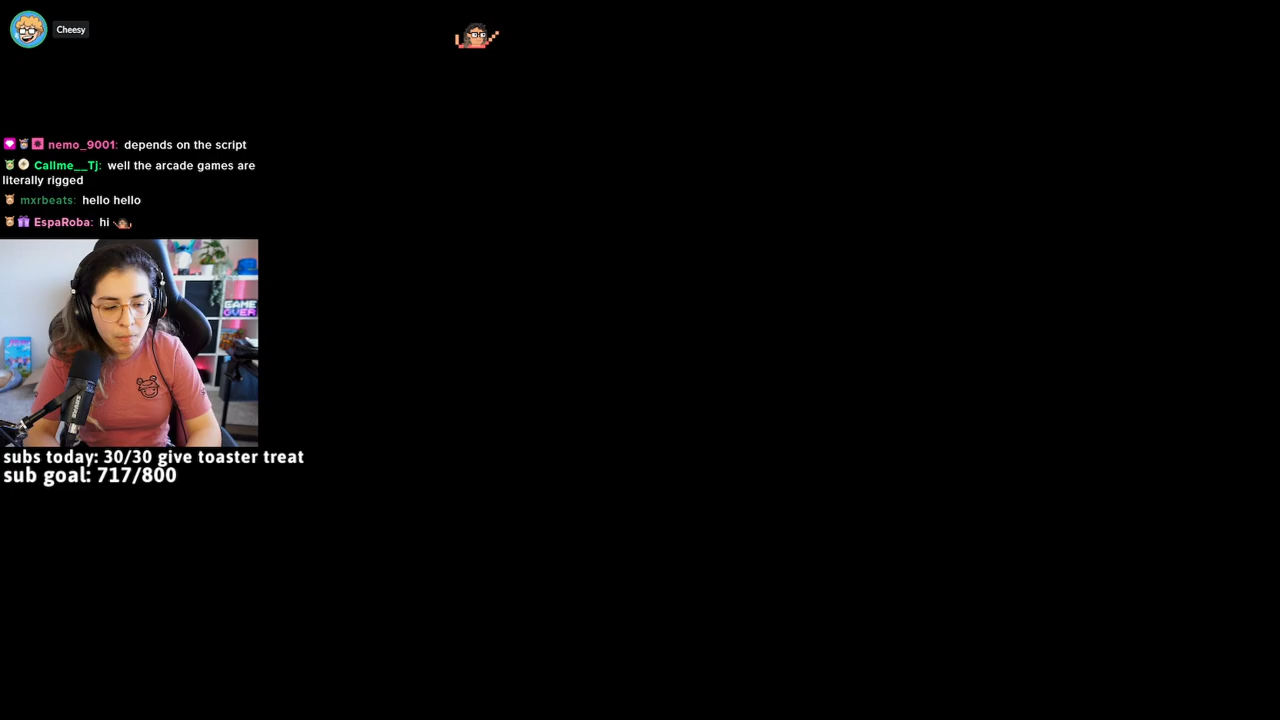 Cheesy
nemo_9001: depends on the script
Callme__Tj: well the arcade games are
literally rigged
mxrbeats: hello hello
EspaRoba: hi
GAME
OVER
subs today: 30/30 give toaster treat
sub goal: 717/800